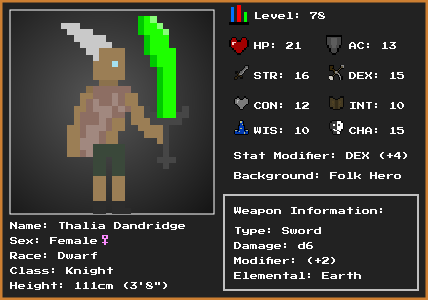 Level: 78
HP: 21 AC: 13
STR: 16 DEX: 15
CON: 12 INT: 10
WIS: 10 CHA: 15
Stat Modifier: DEX (+4)
Background: Folk Hero
Name: Thalia Dandridge
Sex: Female♀
Race: Dwarf
Class: Knight
Height: 111cm (3'8")
Weapon Information:
Type: Sword
Damage: d6
Modifier: (+2)
Elemental: Earth